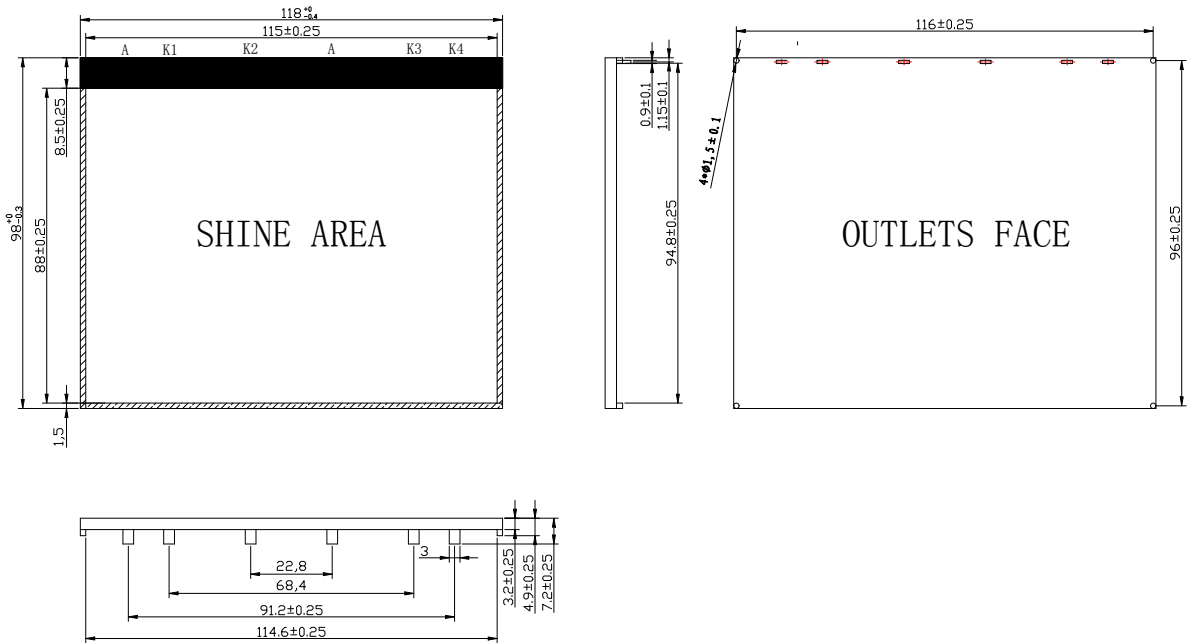 118 +0 -0.4
115±0.25
A K1 K2 A K3 K4
8.5±0.25
98 +0 -0.3
88±0.25
1,5
SHINE AREA
0.9±0.1
1.15±0.1
94.8±0.25
116±0.25
4*φ1,5±0.1
OUTLETS FACE
96±0.25
3
22,8
68,4
91.2±0.25
114.6±0.25
3.2±0.25
4.9±0.25
7.2±0.25